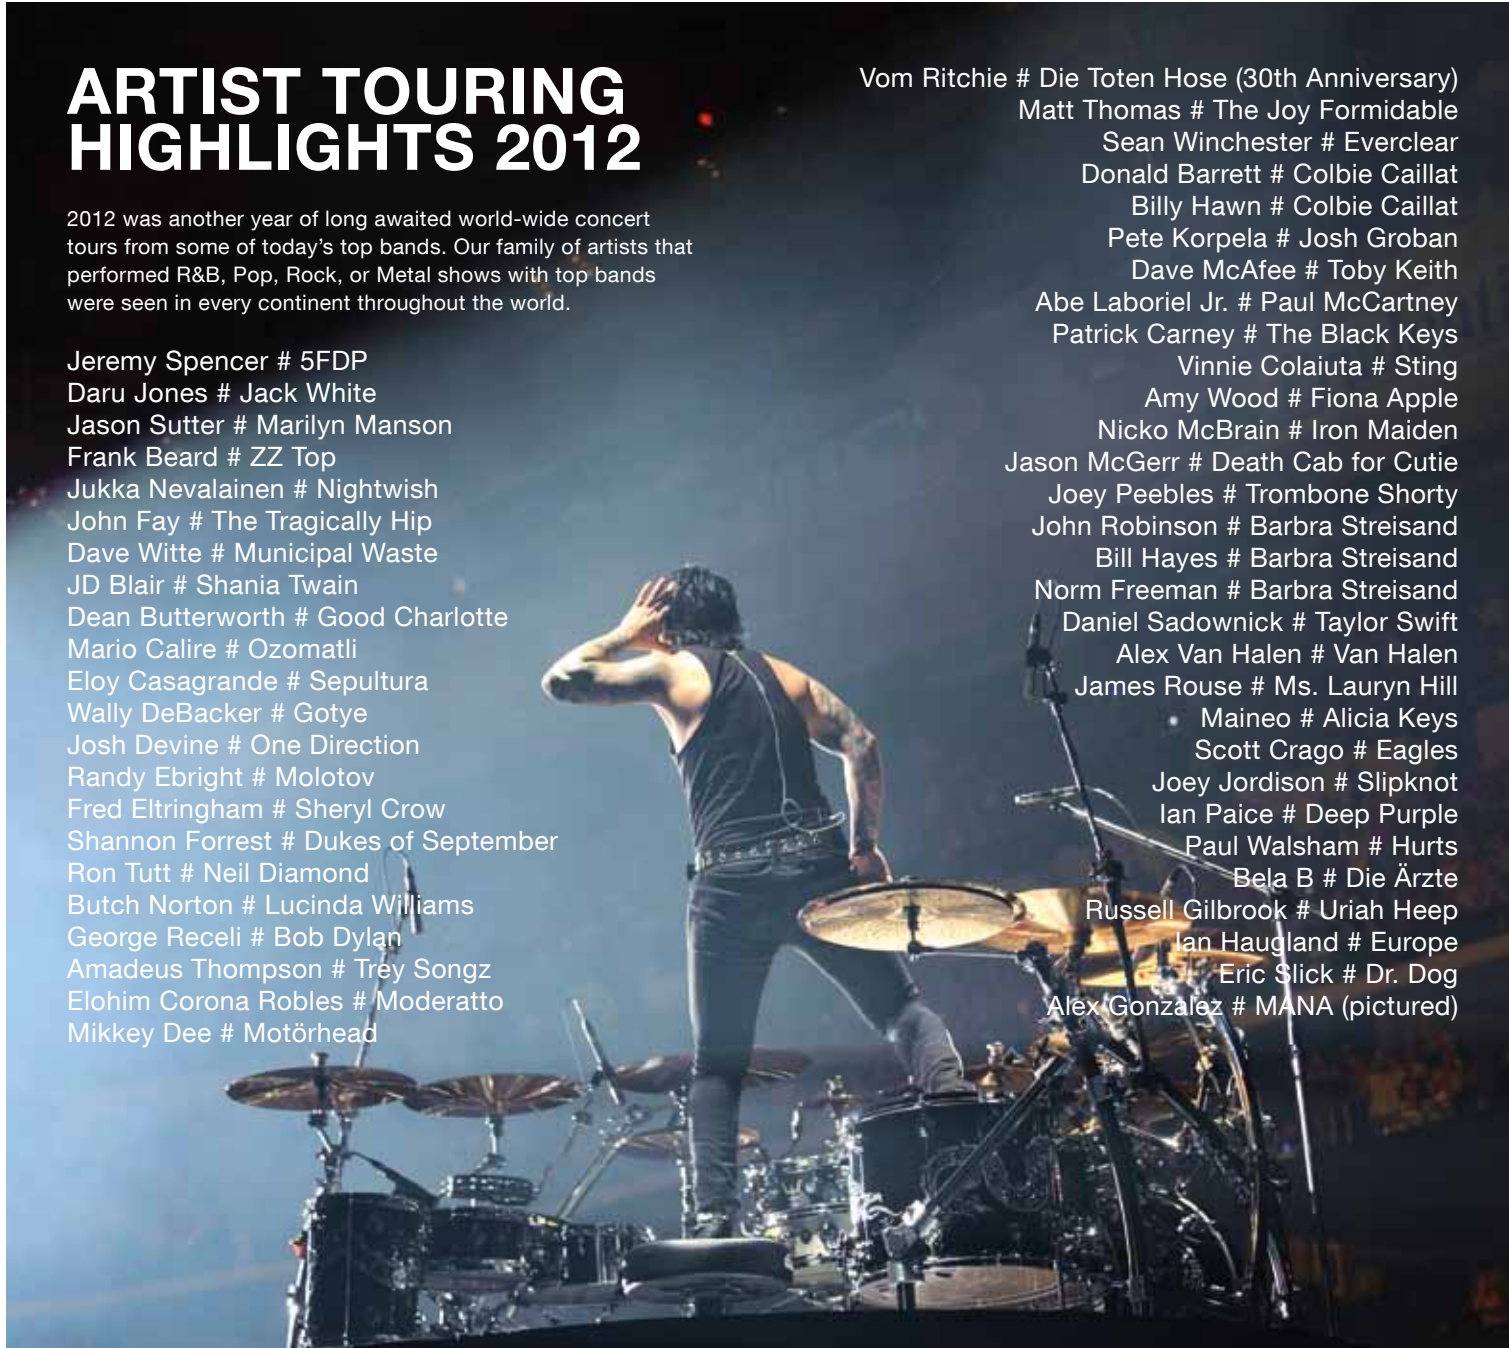 ARTIST TOURING
HIGHLIGHTS 2012
2012 was another year of long awaited world-wide concert
tours from some of today's top bands. Our family of artists that
performed R&B, Pop, Rock, or Metal shows with top bands
were seen in every continent throughout the world.
Jeremy Spencer # 5FDP
Daru Jones # Jack White
Jason Sutter # Marilyn Manson
Frank Beard # ZZ Top
Jukka Nevalainen # Nightwish
John Fay # The Tragically Hip
Dave Witte # Municipal Waste
JD Blair # Shania Twain
Dean Butterworth # Good Charlotte
Mario Calire # Ozomatli
Eloy Casagrande # Sepultura
Wally DeBacker # Gotye
Josh Devine # One Direction
Randy Ebright # Molotov
Fred Eltringham # Sheryl Crow
Shannon Forrest # Dukes of September
Ron Tutt # Neil Diamond
Butch Norton # Lucinda Williams
George Receli # Bob Dylan
Amadeus Thompson # Trey Songz
Elohim Corona Robles # Moderatto
Mikkey Dee # Motörhead
Vom Ritchie # Die Toten Hose (30th Anniversary)
Matt Thomas # The Joy Formidable
Sean Winchester # Everclear
Donald Barrett # Colbie Caillat
Billy Hawn # Colbie Caillat
Pete Korpela # Josh Groban
Dave McAfee # Toby Keith
Abe Laboriel Jr. # Paul McCartney
Patrick Carney # The Black Keys
Vinnie Colaiuta # Sting
Amy Wood # Fiona Apple
Nicko McBrain # Iron Maiden
Jason McGerr # Death Cab for Cutie
Joey Peebles # Trombone Shorty
John Robinson # Barbra Streisand
Bill Hayes # Barbra Streisand
Norm Freeman # Barbra Streisand
Daniel Sadownick # Taylor Swift
Alex Van Halen # Van Halen
James Rouse # Ms. Lauryn Hill
Maineo # Alicia Keys
Scott Crago # Eagles
Joey Jordison # Slipknot
Ian Paice # Deep Purple
Paul Walsham # Hurts
Bela B # Die Ärzte
Russell Gilbrook # Uriah Heep
Ian Haugland # Europe
Eric Slick # Dr. Dog
Alex González # MANA (pictured)